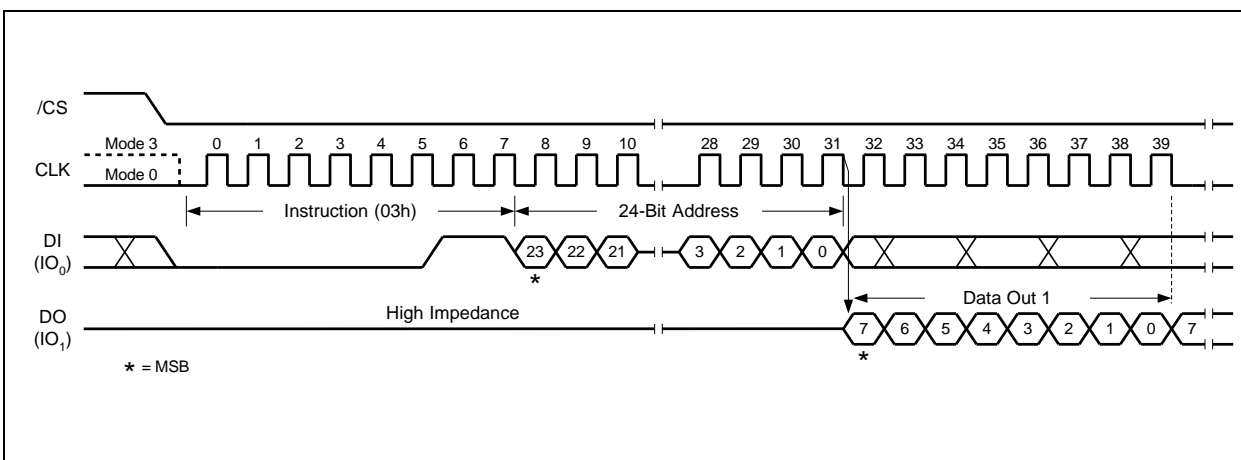 /CS
Mode 3 0 1 2 3 4 5 6 7 8 9 10 28 29 30 31 32 33 34 35 36 37 38 39
CLK
Mode 0
Instruction (03h) 24-Bit Address
DI
(IO0)
23 22 21 3 2 1 0
*
High Impedance Data Out 1
DO
(IO1)
7 6 5 4 3 2 1 0 7
*
* = MSB